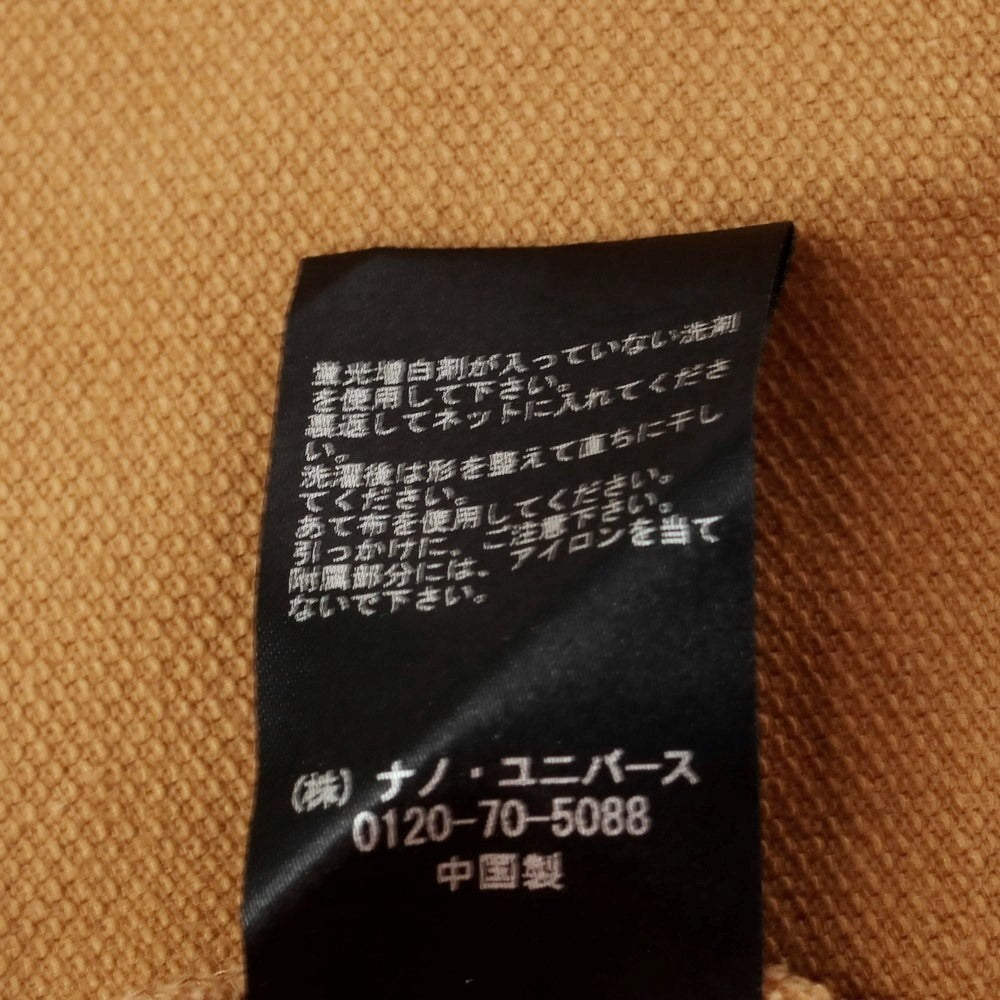 蛍光増白剤が入っていない洗剤
を使用して下さい。
裏返してネットに入れてくださ
い。
洗濯後は形を整えて直ちに干し
てください。
あて布を使用してください。
引っかけに、ご注意下さい。
附属部分には、アイロンを当て
ないで下さい。
(株) ナノ・ユニバース
0120-70-5088
中国製